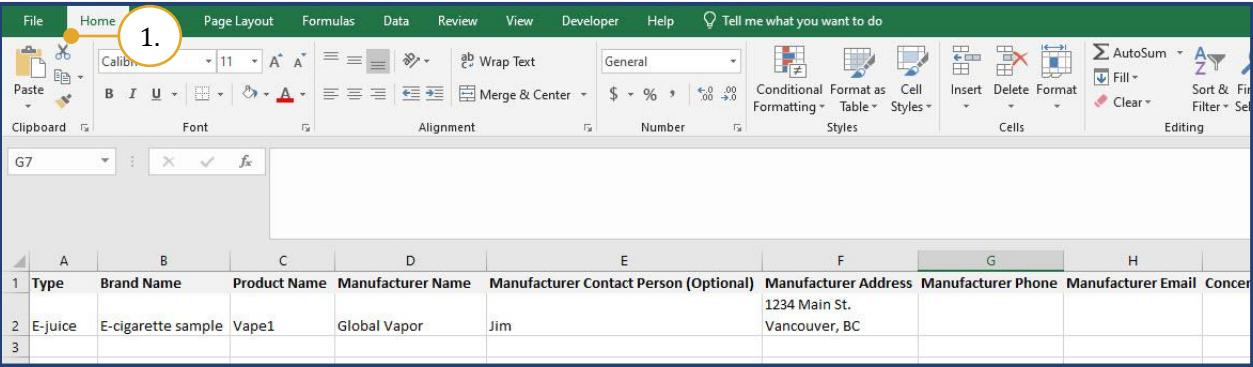 File Home Page Layout Formulas Data Review View Developer Help Tell me what you want to do
1.
11 A A Wrap Text General AutoSum
Paste B I U A Merge & Center $ % , .00 Conditional Format as Cell Insert Delete Format Fill Sort &
Formatting Table Styles Clear Filter
Clipboard Font Alignment Number Styles Cells Editing
G7 fx
A B C D E F G H
1 Type Brand Name Product Name Manufacturer Name Manufacturer Contact Person (Optional) Manufacturer Address Manufacturer Phone Manufacturer Email
1234 Main St.
2 E-juice E-cigarette sample Vape1 Global Vapor Jim Vancouver, BC
3